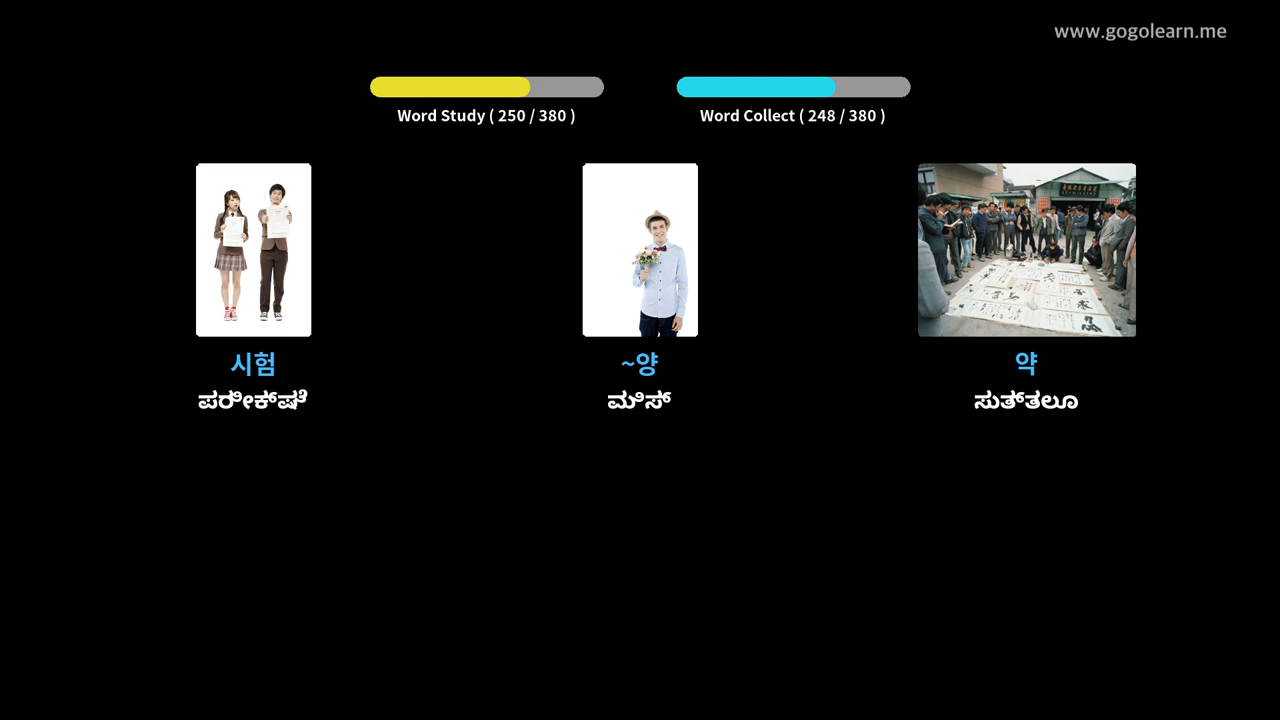 www.gogolearn.me
Word Study ( 250 / 380 )
Word Collect ( 248 / 380 )
시험
~양
약
ಪರೀಕ್ಷೆ
ಮಿಸ್
ಸುತ್ತಲೂ